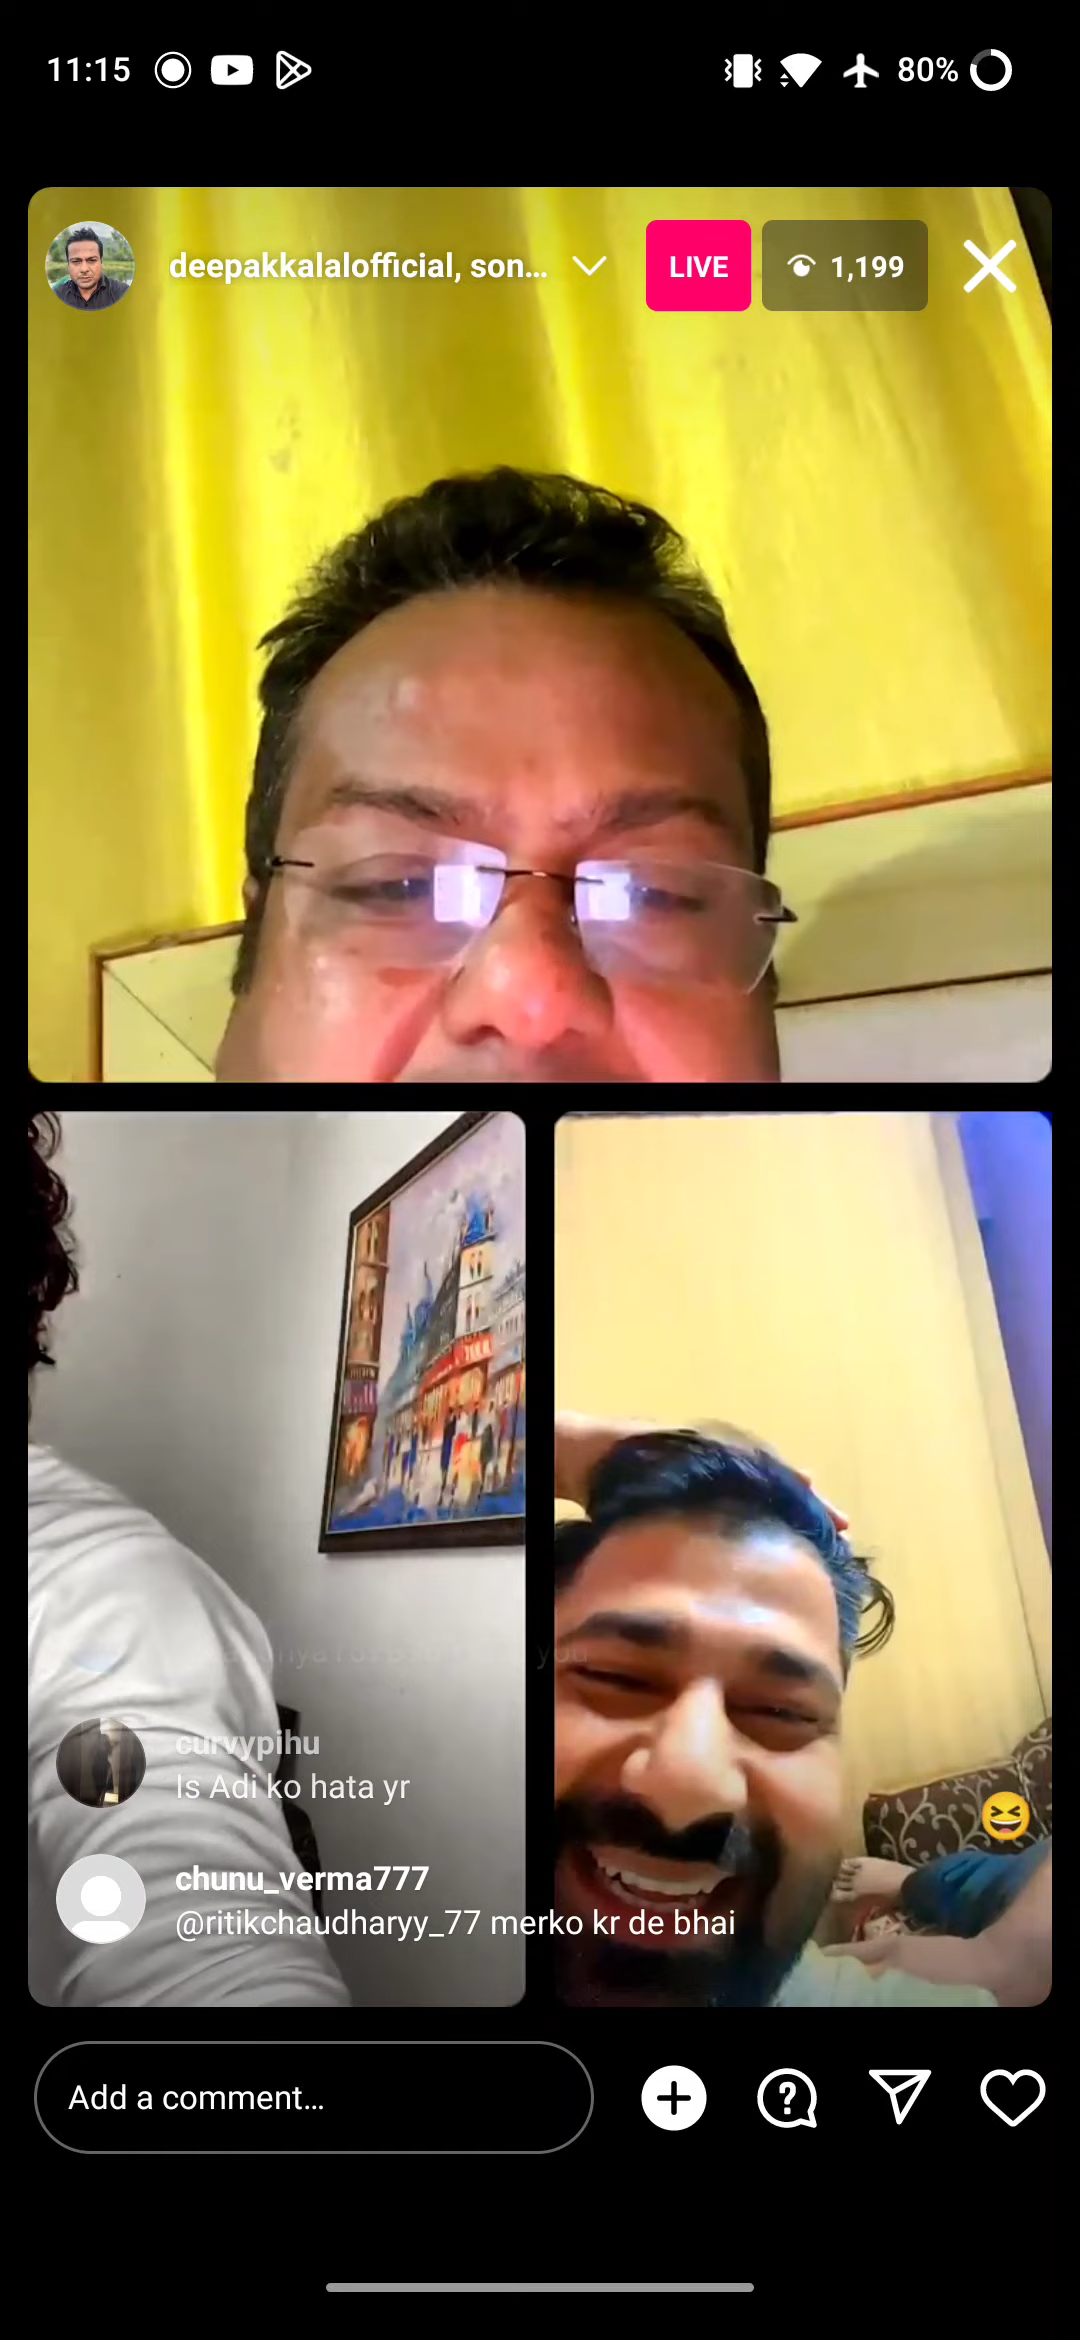 11:15
80%
deepakkalalofficial, son...
LIVE
1,199
curvypihu
Is Adi ko hata yr
chunu_verma777
@ritikchaudharyy_77 merko kr de bhai
Add a comment...